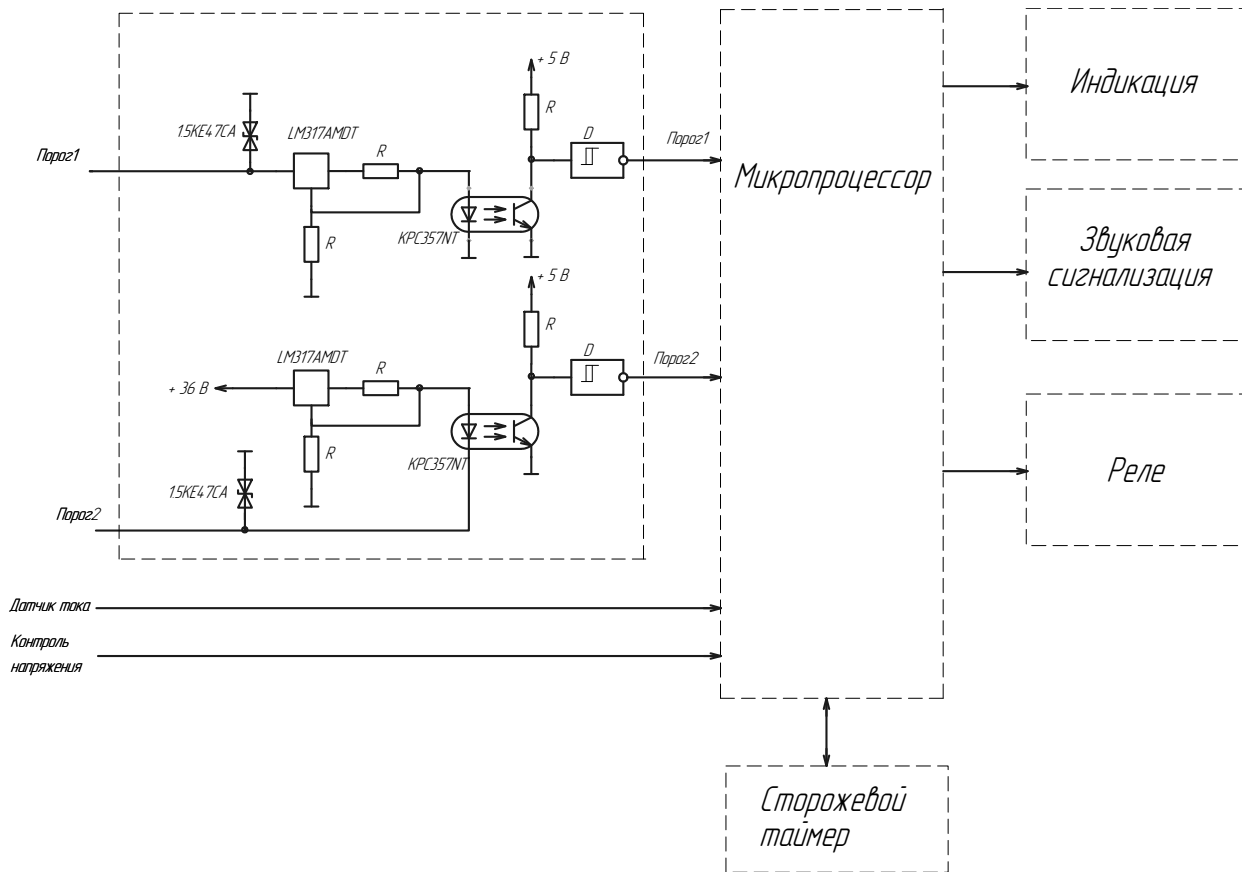 + 5 В
R
1.5KE47CA
LM317AMDT
R
D
Порог1
Порог1
R
KPC357NT
Микропроцессор
Индикация
Звуковая
сигнализация
+ 5 В
R
LM317AMDT
R
D
Порог2
+ 36 В
R
KPC357NT
1.5KE47CA
Порог2
Реле
Датчик тока
Контроль
напряжения
Сторожевой
таймер